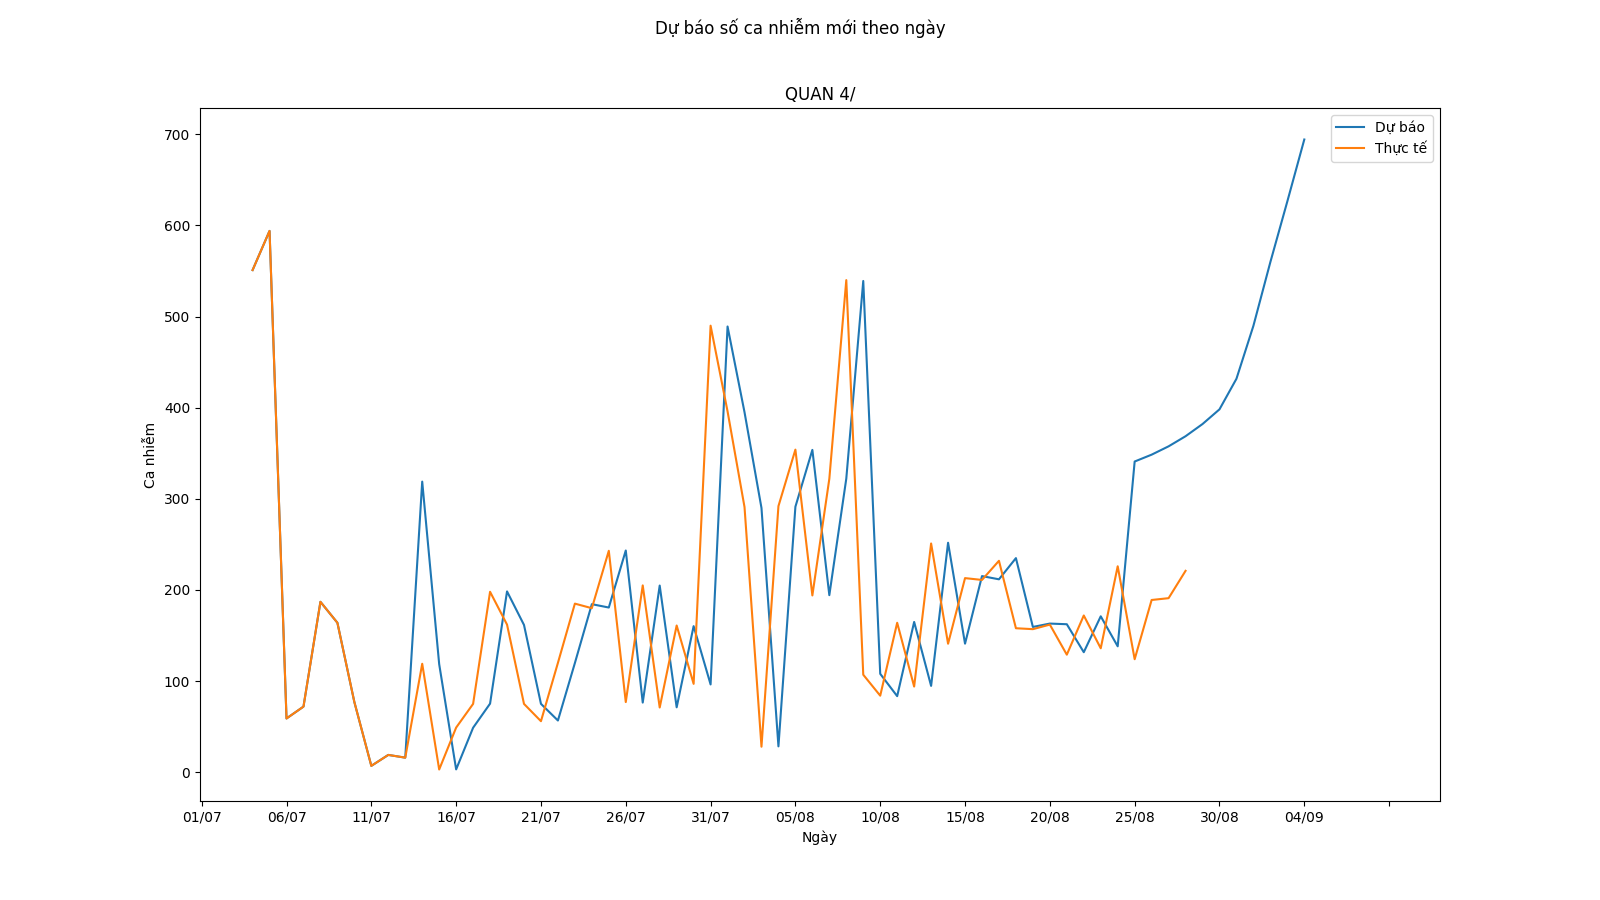 Dự báo số ca nhiễm mới theo ngày
QUAN 4/
Dự báo
Thực tế
700
600
500
400
300
200
100
0
Ca nhiễm
01/07 06/07 11/07 16/07 21/07 26/07 31/07 05/08 10/08 15/08 20/08 25/08 30/08 04/09
Ngày